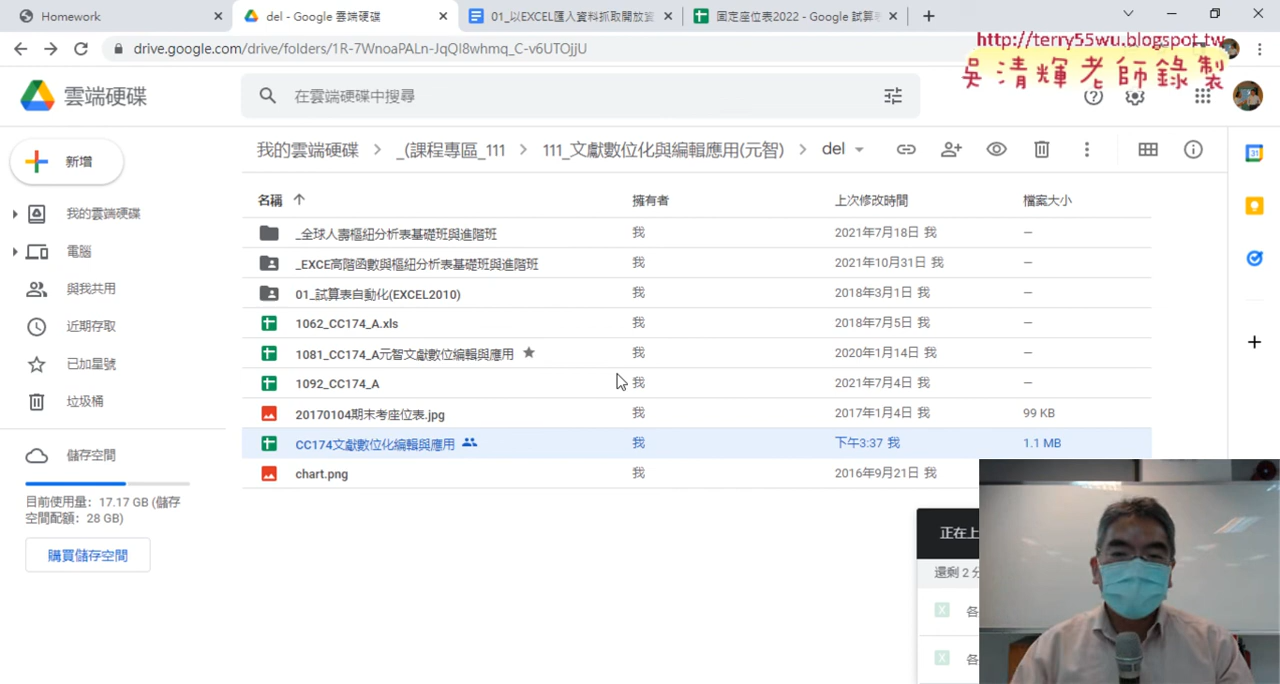 Homework
del - Google 雲端硬碟
01_以EXCEL匯入資料抓取開放資
固定座位表2022 - Google 試算
drive.google.com/drive/folders/1R-7WnoaPALn-JqQI8whmq_C-v6UTOjjU
http://terry55wu.blogspot.tw
吳清輝老師錄製
雲端硬碟
在雲端硬碟中搜尋
新增
我的雲端硬碟
電腦
與我共用
近期存取
已加星號
垃圾桶
儲存空間
目前使用量：17.17 GB (儲存
空間配額：28 GB)
購買儲存空間
我的雲端硬碟 > _(課程專區_111 > 111_文獻數位化與編輯應用(元智) > del
名稱 擁有者 上次修改時間 檔案大小
_全球人壽樞紐分析表基礎班與進階班 我 2021年7月18日 我 —
_EXCE高階函數與樞紐分析表基礎班與進階班 我 2021年10月31日 我 —
01_試算表自動化(EXCEL2010) 我 2018年3月1日 我 —
1062_CC174_A.xls 我 2018年7月5日 我 —
1081_CC174_A元智文獻數位編輯與應用 我 2020年1月14日 我 —
1092_CC174_A 我 2021年7月4日 我 —
20170104期末考座位表.jpg 我 2017年1月4日 我 99 KB
CC174文獻數位化編輯與應用 我 下午3:37 我 1.1 MB
chart.png 我 2016年9月21日 我
正在上
還剩 2 分
各
各
31